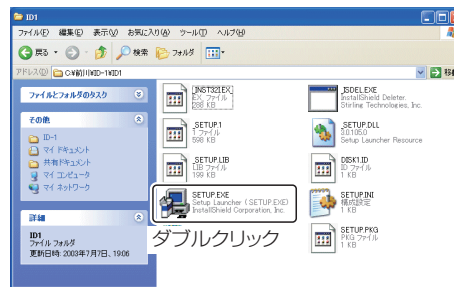 ID1
ファイル(F) 編集(E) 表示(V) お気に入り(A) ツール(T) ヘルプ(H)
戻る 検索 フォルダ
アドレス(D) C:¥前川¥ID-1¥ID1 移動
ファイルとフォルダのタスク
その他
ID-1
マイ ドキュメント
共有ドキュメント
マイ コンピュータ
マイ ネットワーク
詳細
ID1
ファイル フォルダ
更新日時: 2003年7月7日、19:06
_INST32I.EX_
EX_ ファイル
288 KB
_ISDEL.EXE
InstallShield Deleter.
Stirling Technologies, Inc.
_SETUP.1
1 ファイル
598 KB
_SETUP.DLL
3.0.105.0
Setup Launcher Resource
_SETUP.LIB
LIB ファイル
199 KB
DISK1.ID
ID ファイル
1 KB
SETUP.EXE
Setup Launcher (SETUP.EXE)
InstallShield Corporation, Inc.
SETUP.INI
構成設定
1 KB
SETUP.PKG
PKG ファイル
1 KB
ダブルクリック